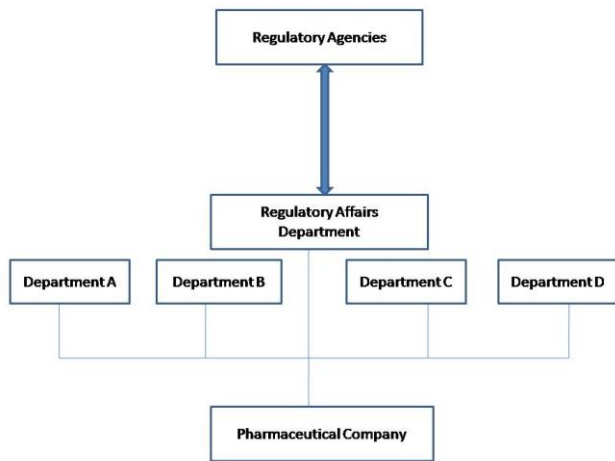 Regulatory Agencies
Regulatory Affairs
Department
Department A
Department B
Department C
Department D
Pharmaceutical Company